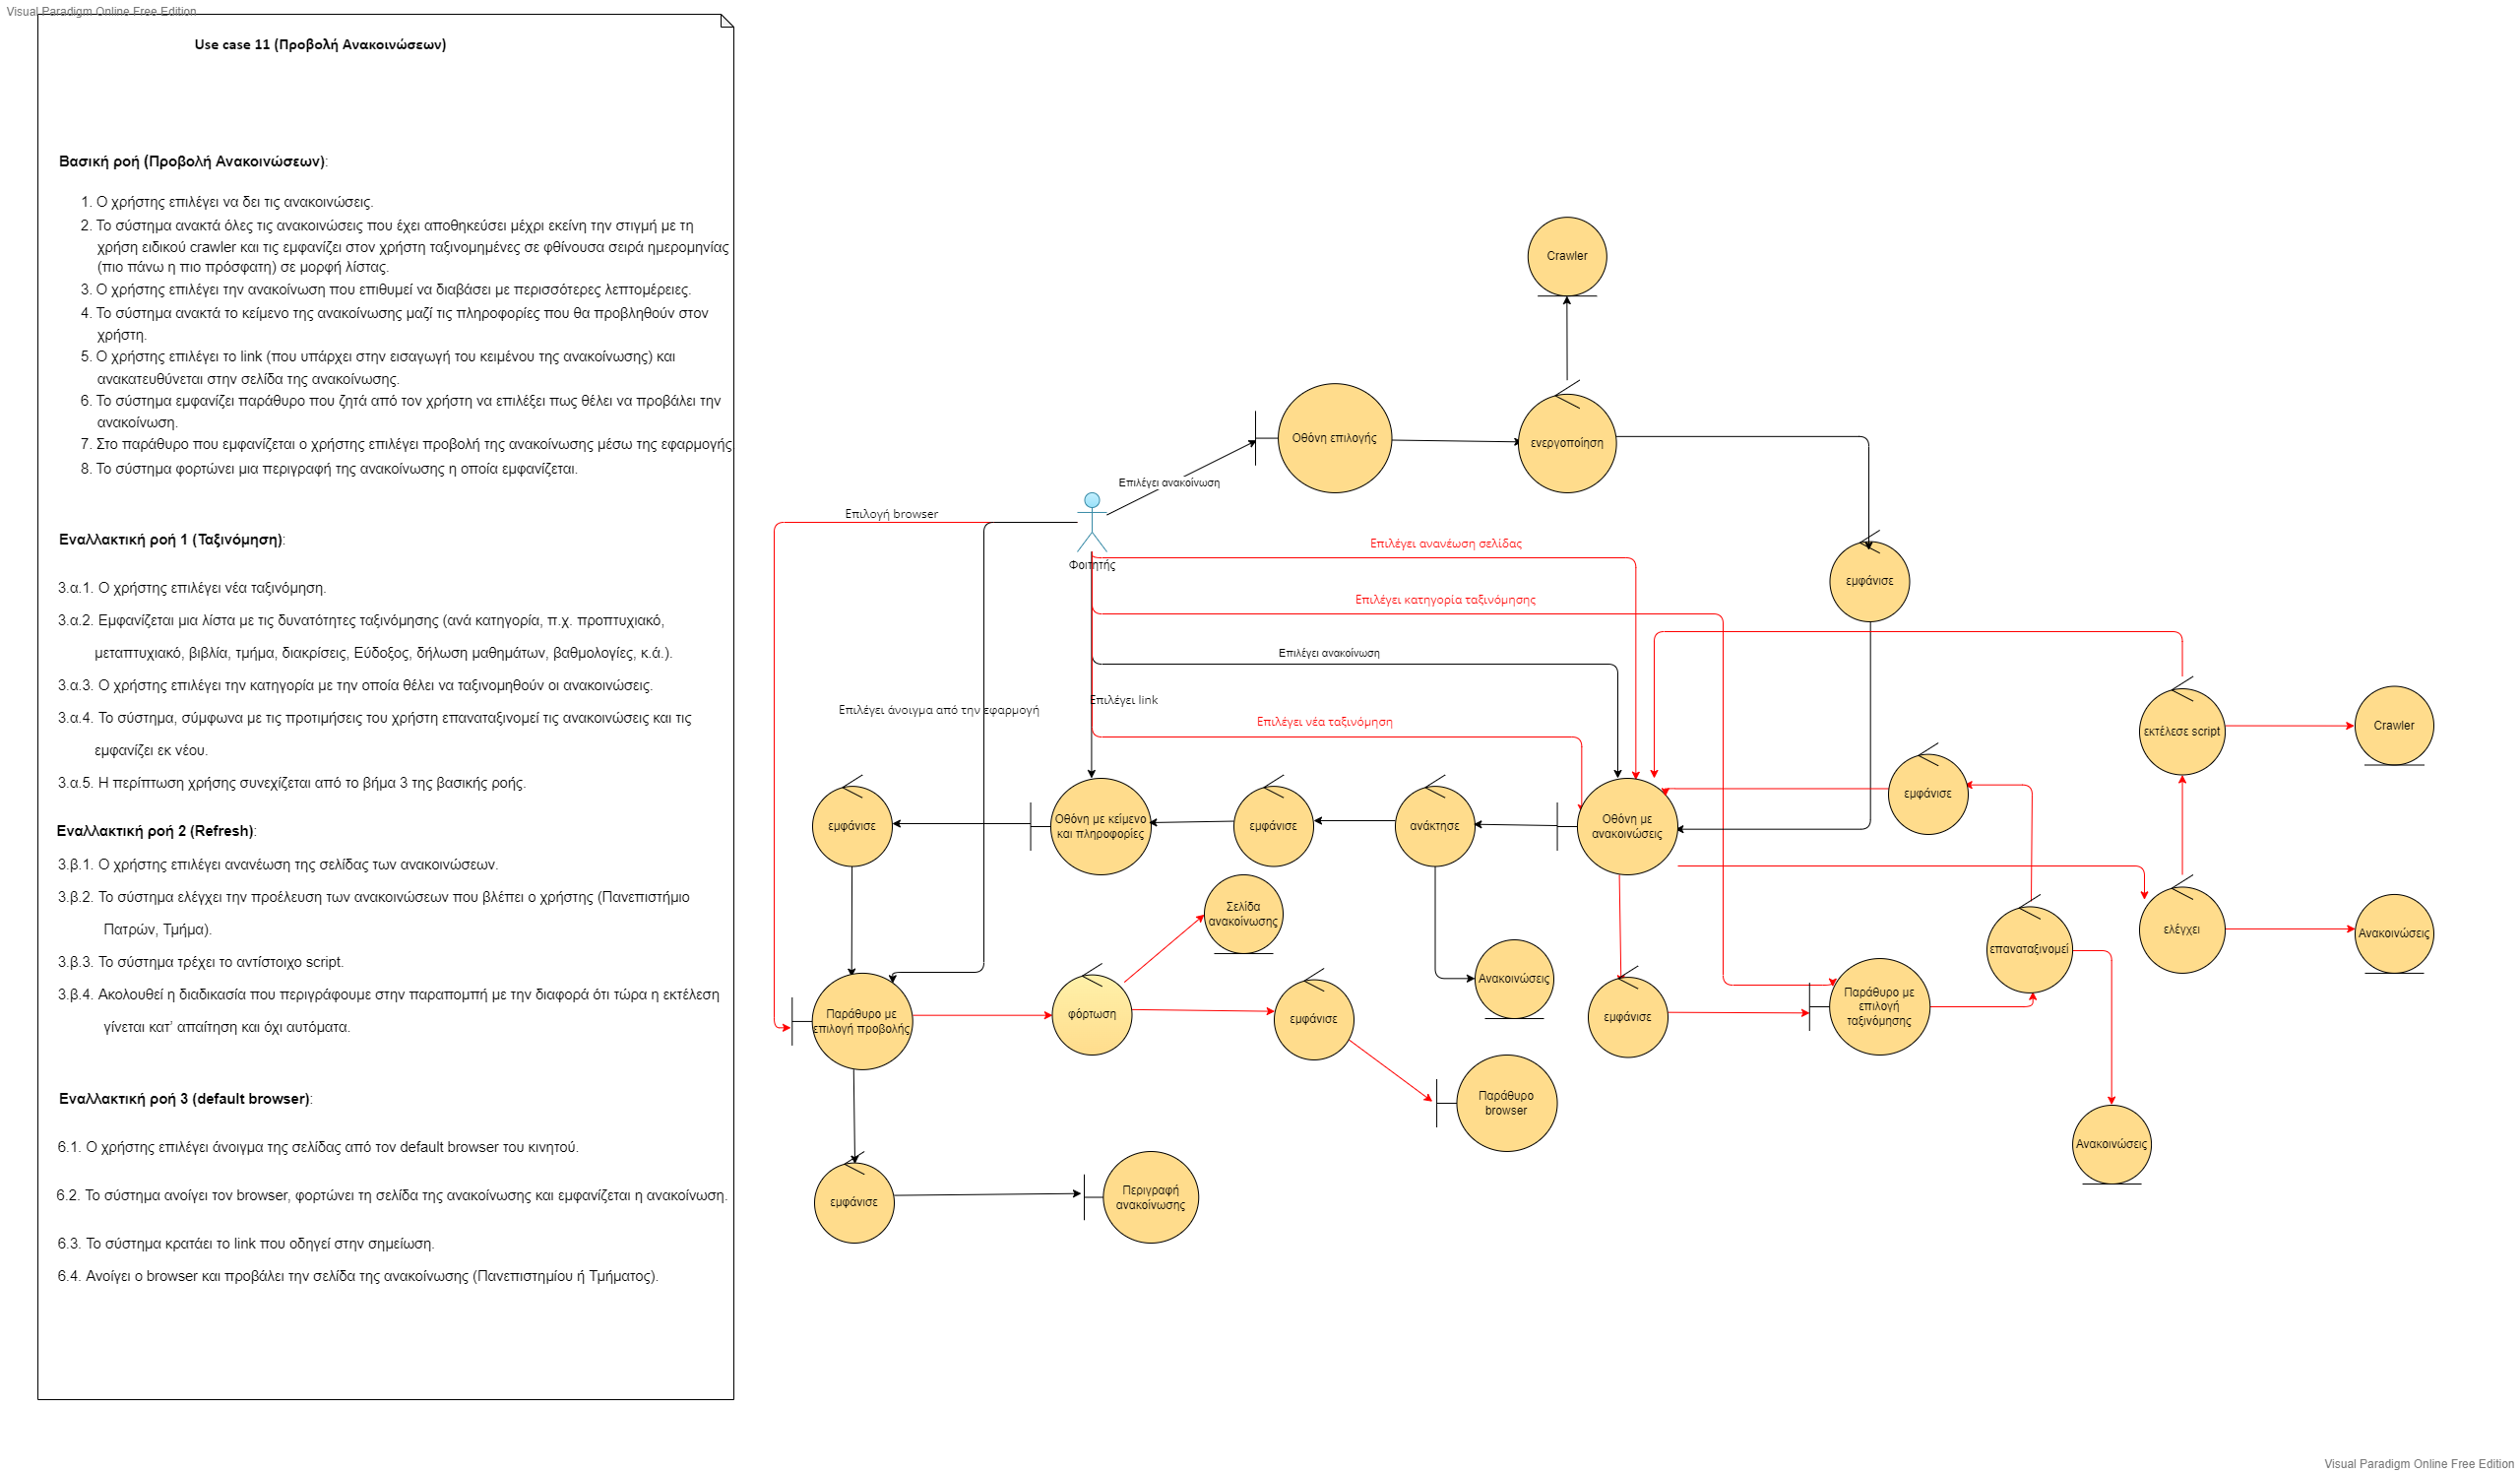 Visual Paradigm Online Free Edition
Use case 11 (Προβολή Ανακοινώσεων)
Βασική ροή (Προβολή Ανακοινώσεων):
1. Ο χρήστης επιλέγει να δει τις ανακοινώσεις.
2. Το σύστημα ανακτά όλες τις ανακοινώσεις που έχει αποθηκεύσει μέχρι εκείνη την στιγμή με τη
χρήση ειδικού crawler και τις εμφανίζει στον χρήστη ταξινομημένες σε φθίνουσα σειρά ημερομηνίας
(πιο πάνω η πιο πρόσφατη) σε μορφή λίστας.
3. Ο χρήστης επιλέγει την ανακοίνωση που επιθυμεί να διαβάσει με περισσότερες λεπτομέρειες.
4. Το σύστημα ανακτά το κείμενο της ανακοίνωσης μαζί τις πληροφορίες που θα προβληθούν στον
χρήστη.
5. Ο χρήστης επιλέγει το link (που υπάρχει στην εισαγωγή του κειμένου της ανακοίνωσης) και
ανακατευθύνεται στην σελίδα της ανακοίνωσης.
6. Το σύστημα εμφανίζει παράθυρο που ζητά από τον χρήστη να επιλέξει πως θέλει να προβάλει την
ανακοίνωση.
7. Στο παράθυρο που εμφανίζεται ο χρήστης επιλέγει προβολή της ανακοίνωσης μέσω της εφαρμογής
8. Το σύστημα φορτώνει μια περιγραφή της ανακοίνωσης η οποία εμφανίζεται.
Εναλλακτική ροή 1 (Ταξινόμηση):
3.α.1. Ο χρήστης επιλέγει νέα ταξινόμηση.
3.α.2. Εμφανίζεται μια λίστα με τις δυνατότητες ταξινόμησης (ανά κατηγορία, π.χ. προπτυχιακό,
μεταπτυχιακό, βιβλία, τμήμα, διακρίσεις, Εύδοξος, δήλωση μαθημάτων, βαθμολογίες, κ.ά.).
3.α.3. Ο χρήστης επιλέγει την κατηγορία με την οποία θέλει να ταξινομηθούν οι ανακοινώσεις.
3.α.4. Το σύστημα, σύμφωνα με τις προτιμήσεις του χρήστη επαναταξινομεί τις ανακοινώσεις και τις
εμφανίζει εκ νέου.
3.α.5. Η περίπτωση χρήσης συνεχίζεται από το βήμα 3 της βασικής ροής.
Εναλλακτική ροή 2 (Refresh):
3.β.1. Ο χρήστης επιλέγει ανανέωση της σελίδας των ανακοινώσεων.
3.β.2. Το σύστημα ελέγχει την προέλευση των ανακοινώσεων που βλέπει ο χρήστης (Πανεπιστήμιο
Πατρών, Τμήμα).
3.β.3. Το σύστημα τρέχει το αντίστοιχο script.
3.β.4. Ακολουθεί η διαδικασία που περιγράφουμε στην παραπομπή με την διαφορά ότι τώρα η εκτέλεση
γίνεται κατ' απαίτηση και όχι αυτόματα.
Εναλλακτική ροή 3 (default browser):
6.1. Ο χρήστης επιλέγει άνοιγμα της σελίδας από τον default browser του κινητού.
6.2. Το σύστημα ανοίγει τον browser, φορτώνει τη σελίδα της ανακοίνωσης και εμφανίζεται η ανακοίνωση.
6.3. Το σύστημα κρατάει το link που οδηγεί στην σημείωση.
6.4. Ανοίγει ο browser και προβάλει την σελίδα της ανακοίνωσης (Πανεπιστημίου ή Τμήματος).
Crawler
Οθόνη επιλογής
ενεργοποίηση
Επιλέγει ανακοίνωση
Επιλογή browser
Φοιτητής
Επιλέγει ανανέωση σελίδας
εμφάνισε
Επιλέγει κατηγορία ταξινόμησης
Επιλέγει ανακοίνωση
Επιλέγει link
Επιλέγει άνοιγμα από την εφαρμογή
Επιλέγει νέα ταξινόμηση
εκτέλεσε script
Crawler
εμφάνισε
Οθόνη με κείμενο
και πληροφορίες
εμφάνισε
ανάκτησε
Οθόνη με
ανακοινώσεις
εμφάνισε
Σελίδα
ανακοίνωσης
ελέγχει
Ανακοινώσεις
επαναταξινομεί
Ανακοινώσεις
Παράθυρο με
επιλογή προβολής
φόρτωση
εμφάνισε
εμφάνισε
Παράθυρο με
επιλογή
ταξινόμησης
Παράθυρο
browser
Ανακοινώσεις
εμφάνισε
Περιγραφή
ανακοίνωσης
Visual Paradigm Online Free Edition